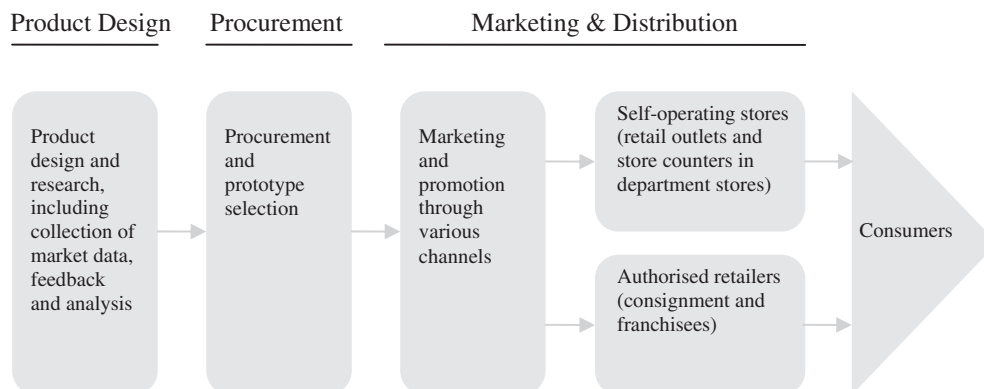 Product Design
Procurement
Marketing & Distribution
Product
design and
research,
including
collection of
market data,
feedback
and analysis
Procurement
and
prototype
selection
Marketing
and
promotion
through
various
channels
Self-operating stores
(retail outlets and
store counters in
department stores)
Authorised retailers
(consignment and
franchisees)
Consumers